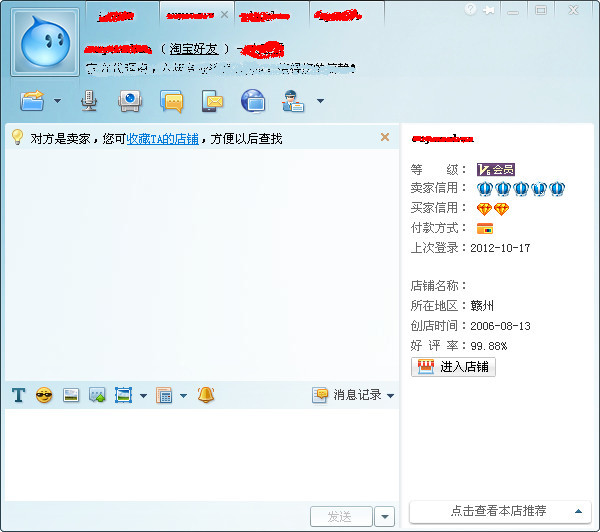 (淘宝好友)
对方是卖家，您可收藏TA的店铺，方便以后查找
等 级： V6会员
卖家信用：
买家信用：
付款方式：
上次登录：2012-10-17
店铺名称：
所在地区：赣州
创店时间：2006-08-13
好 评 率：99.88%
进入店铺
T
消息记录
发送
点击查看本店推荐